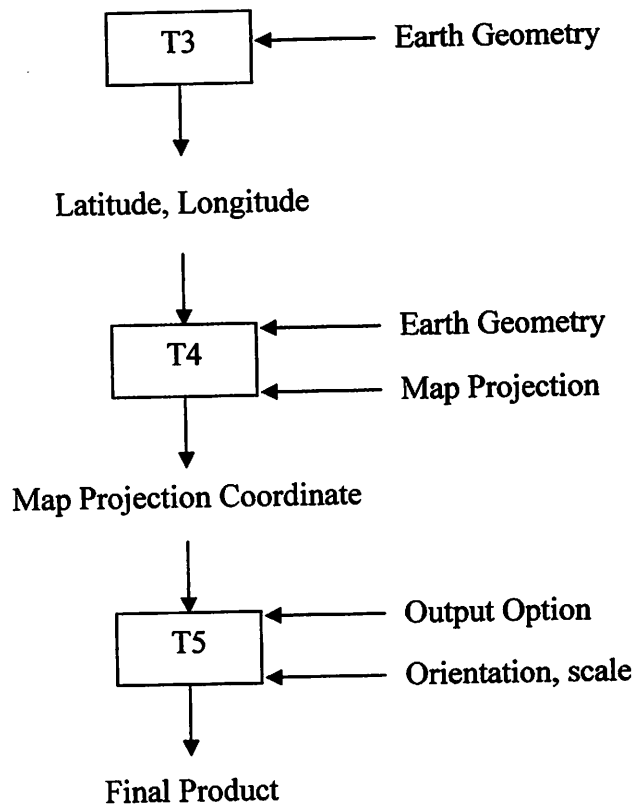 T3
Earth Geometry
Latitude, Longitude
T4
Earth Geometry
Map Projection
Map Projection Coordinate
T5
Output Option
Orientation, scale
Final Product